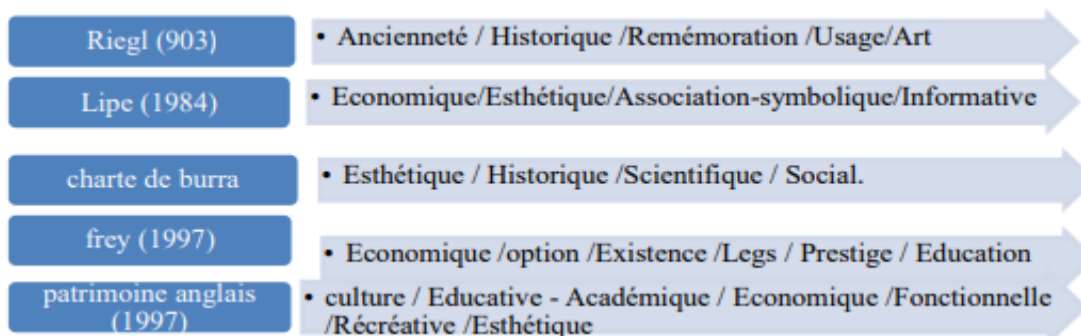 Riegl (903)
• Ancienneté / Historique /Remémoration /Usage/Art
Lipe (1984)
• Economique/Esthétique/Association-symbolique/Informative
charte de burra
• Esthétique / Historique /Scientifique / Social.
frey (1997)
• Economique /option /Existence /Legs / Prestige / Education
patrimoine anglais
(1997)
• culture / Educative - Académique / Economique /Fonctionnelle
/Récréative /Esthétique